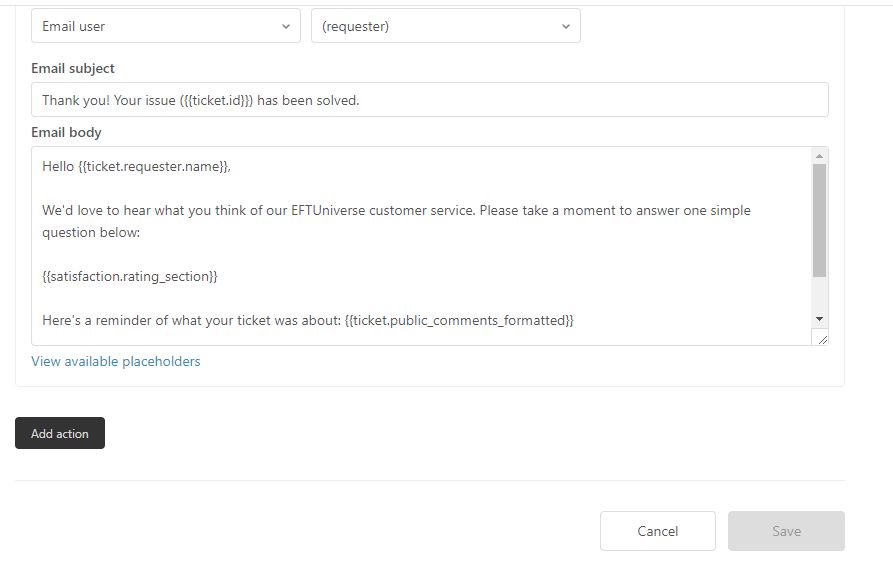 Email user
(requester)
Email subject
Thank you! Your issue ({{ticket.id}}) has been solved.
Email body
Hello {{ticket.requester.name}},
We'd love to hear what you think of our EFTUniverse customer service. Please take a moment to answer one simple
question below:
{{satisfaction.rating_section}}
Here's a reminder of what your ticket was about: {{ticket.public_comments_formatted}}
View available placeholders
Add action
Cancel
Save